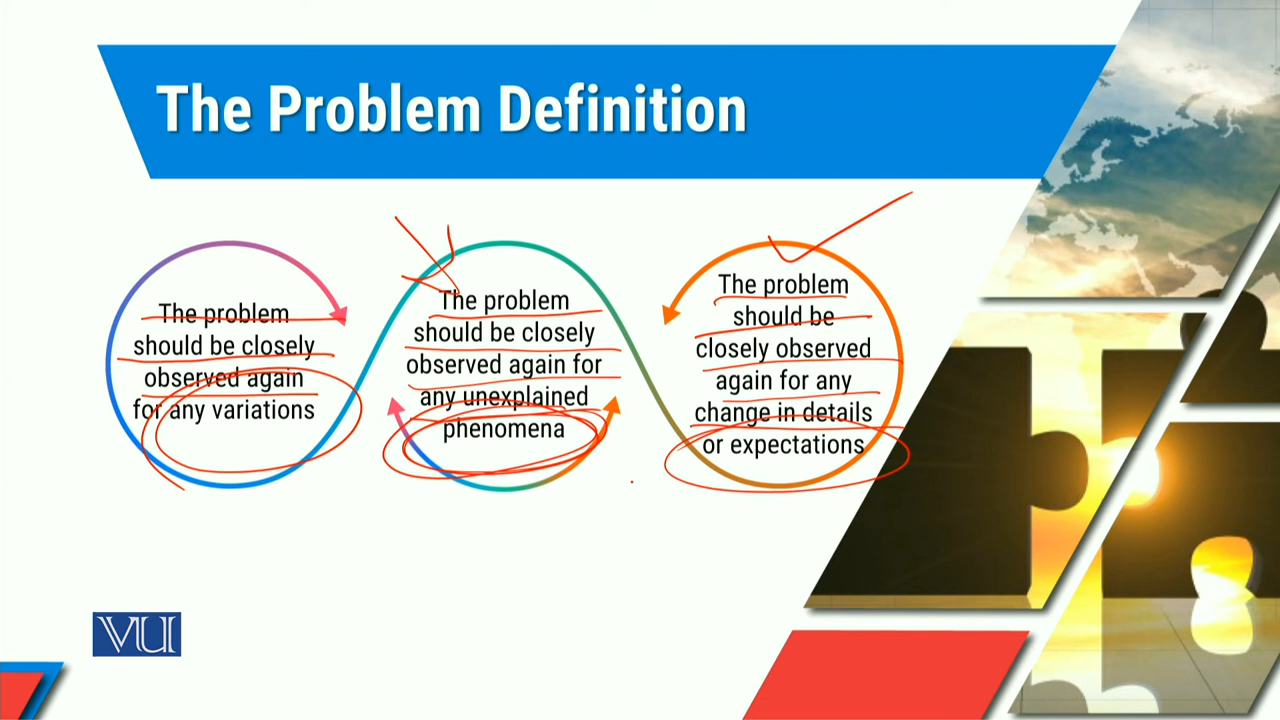 The Problem Definition
The problem
should be closely
observed again
for any variations
The problem
should be closely
observed again for
any unexplained
phenomena
The problem
should be
closely observed
again for any
change in details
or expectations
VU